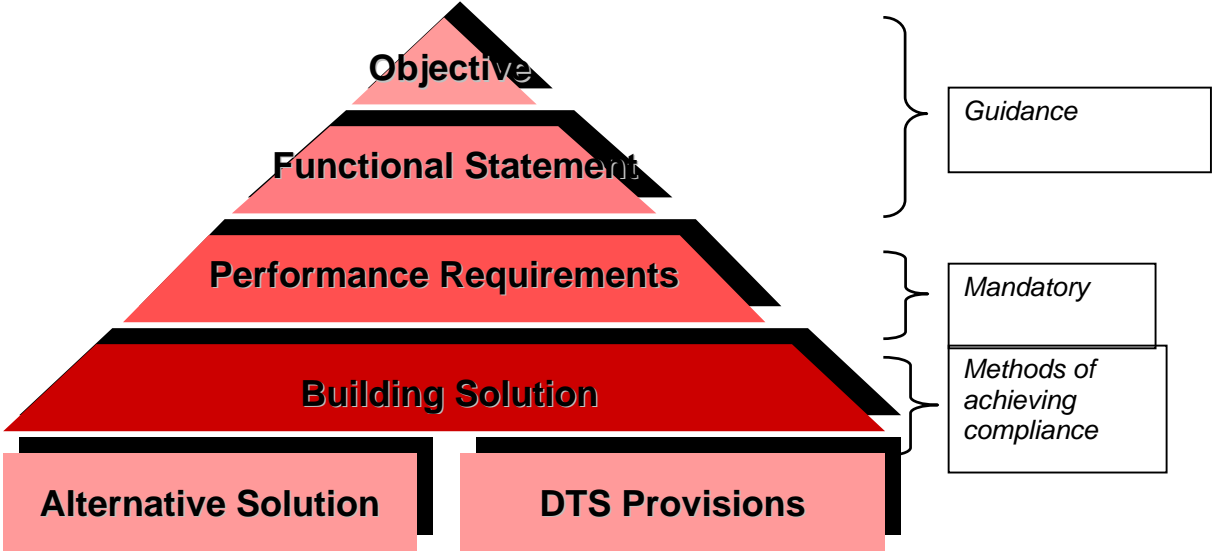 Objective
Functional Statement
Performance Requirements
Building Solution
Alternative Solution
DTS Provisions
Guidance
Mandatory
Methods of
achieving
compliance